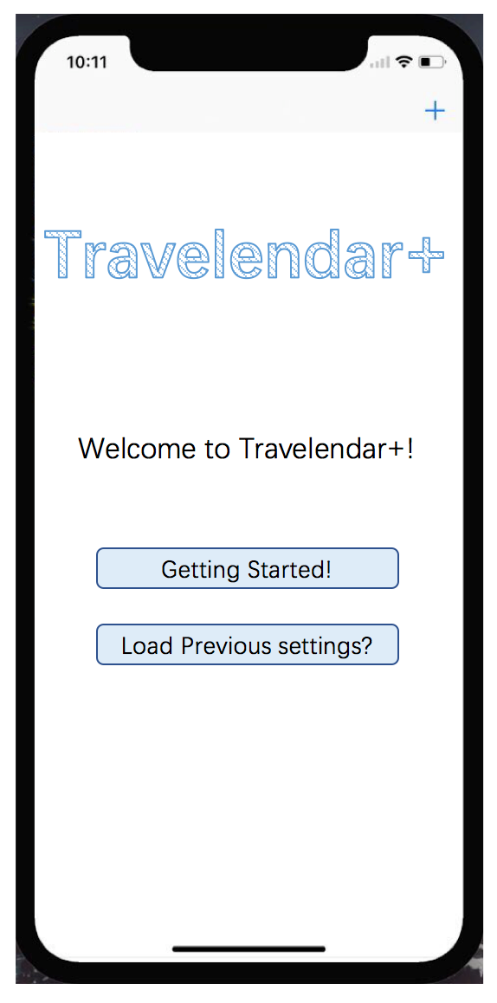 10:11
+
Travelendar+
Welcome to Travelendar+!
Getting Started!
Load Previous settings?